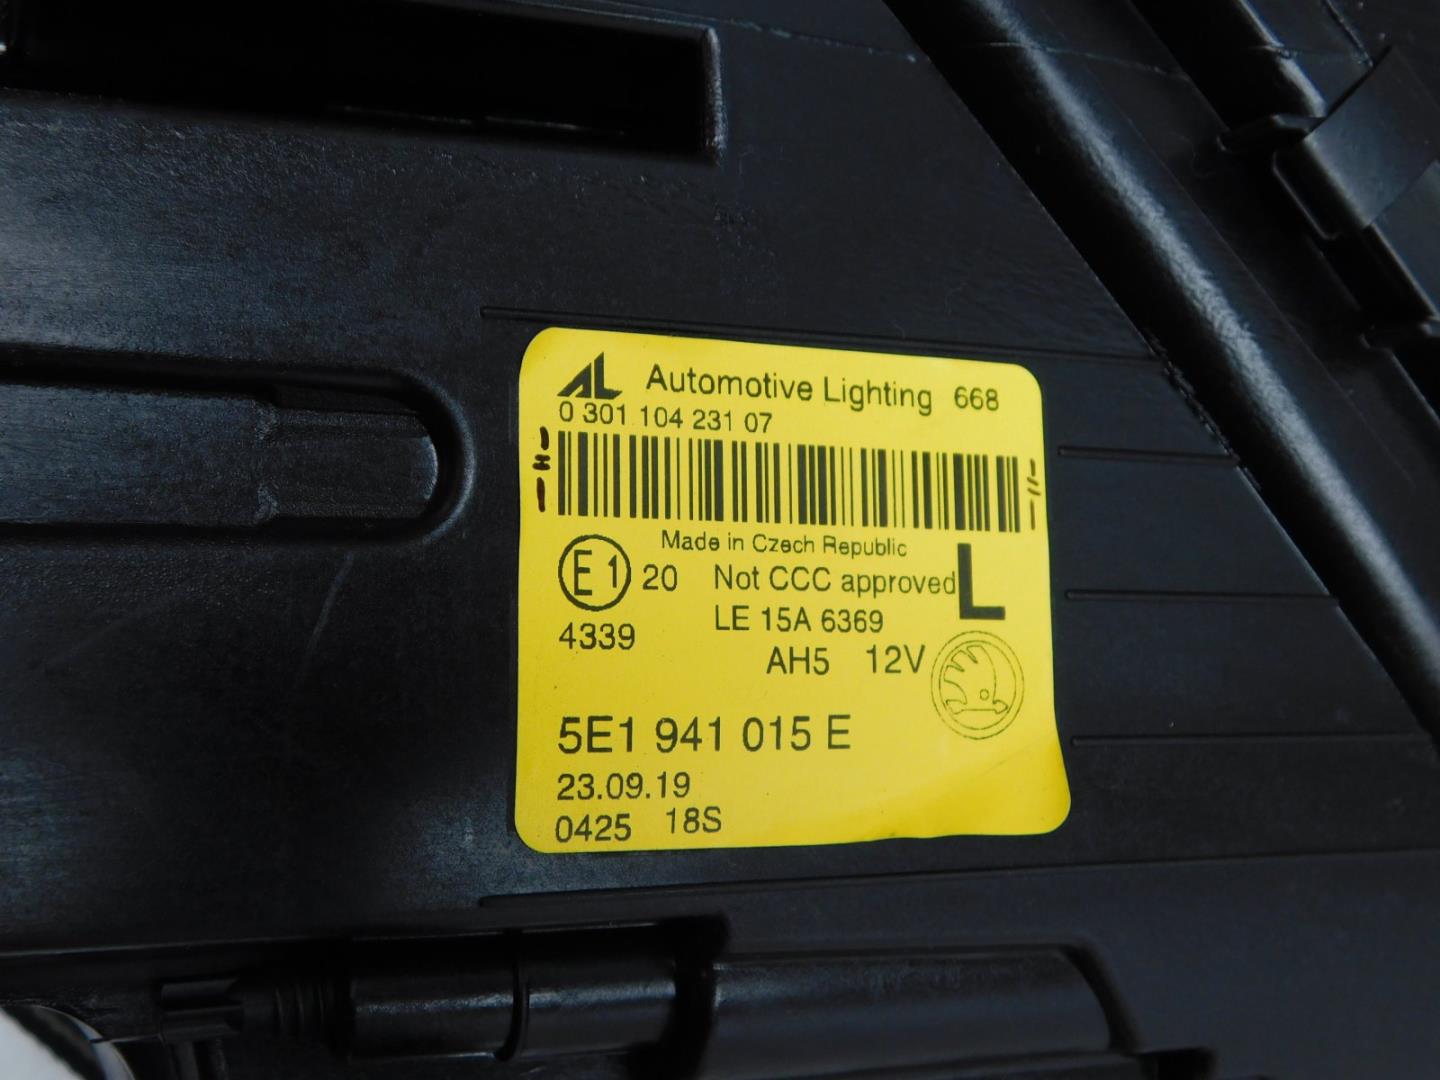 AL Automotive Lighting 668
0 301 104 231 07
Made in Czech Republic
E1 20 Not CCC approved L
4339 LE 15A 6369
AH5 12V
5E1 941 015 E
23.09.19
0425 18S